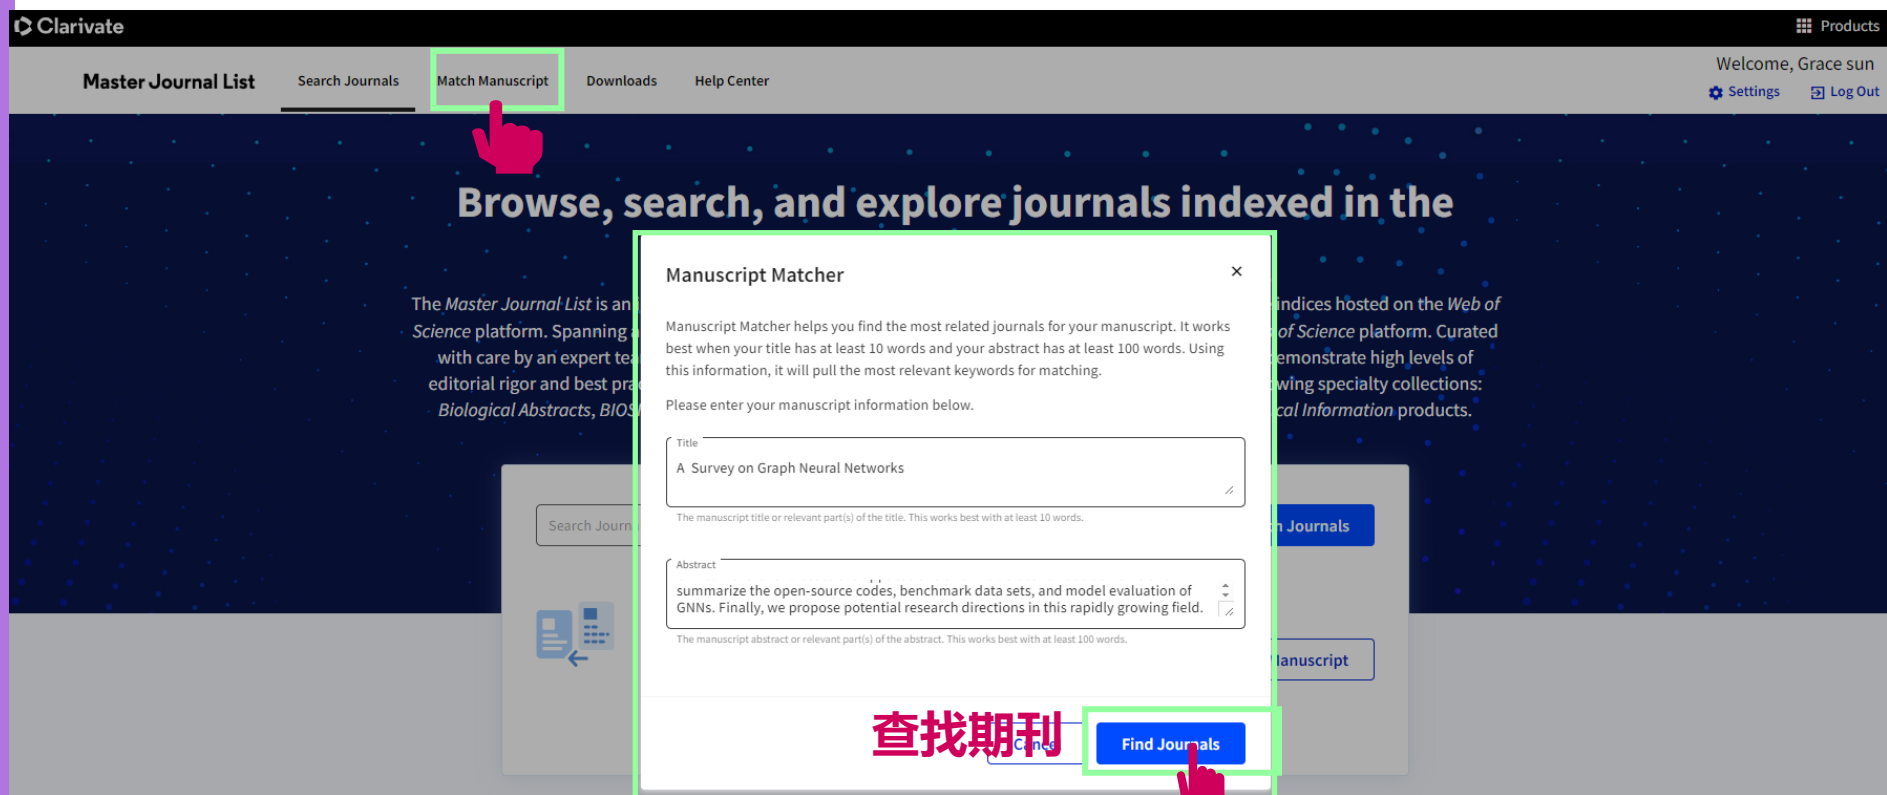 Clarivate
Products
Master Journal List
Search Journals
Match Manuscript
Downloads
Help Center
Welcome, Grace sun
Settings
Log Out
Browse, search, and explore journals indexed in the
The Master Journal List is an
indices hosted on the Web of
Science platform. Spanning
of Science platform. Curated
with care by an expert
demonstrate high levels of
editorial rigor and best
specialty collections:
Biological Abstracts,
Information products.
Manuscript Matcher
×
Manuscript Matcher helps you find the most related journals for your manuscript. It works
best when your title has at least 10 words and your abstract has at least 100 words. Using
this information, it will pull the most relevant keywords for matching.
Please enter your manuscript information below.
Title
A Survey on Graph Neural Networks
The manuscript title or relevant part(s) of the title. This works best with at least 10 words.
Search
Journals
Abstract
summarize the open-source codes, benchmark data sets, and model evaluation of
GNNs. Finally, we propose potential research directions in this rapidly growing field.
The manuscript abstract or relevant part(s) of the abstract. This works best with at least 100 words.
Manuscript
查找期刊
Cancel
Find Journals